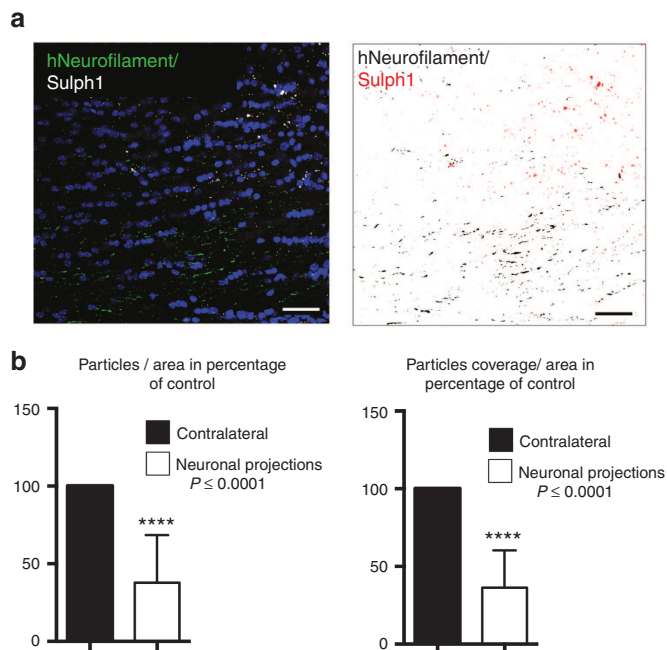 a
hNeurofilament/
Sulph1
hNeurofilament/
Sulph1
b
Particles / area in percentage
of control
150
100
50
0
Contralateral
Neuronal projections
P ≤ 0.0001
****
Particles coverage/ area in
percentage of control
150
100
50
0
Contralateral
Neuronal projections
P ≤ 0.0001
****